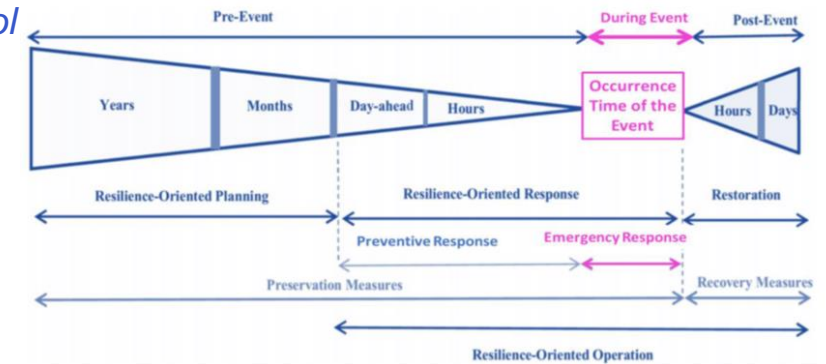 ol
Pre-Event
During Event
Post-Event
Years
Months
Day-ahead
Hours
Occurrence
Time of the
Event
Hours
Days
Resilience-Oriented Planning
Resilience-Oriented Response
Restoration
Preventive Response
Emergency Response
Preservation Measures
Recovery Measures
Resilience-Oriented Operation